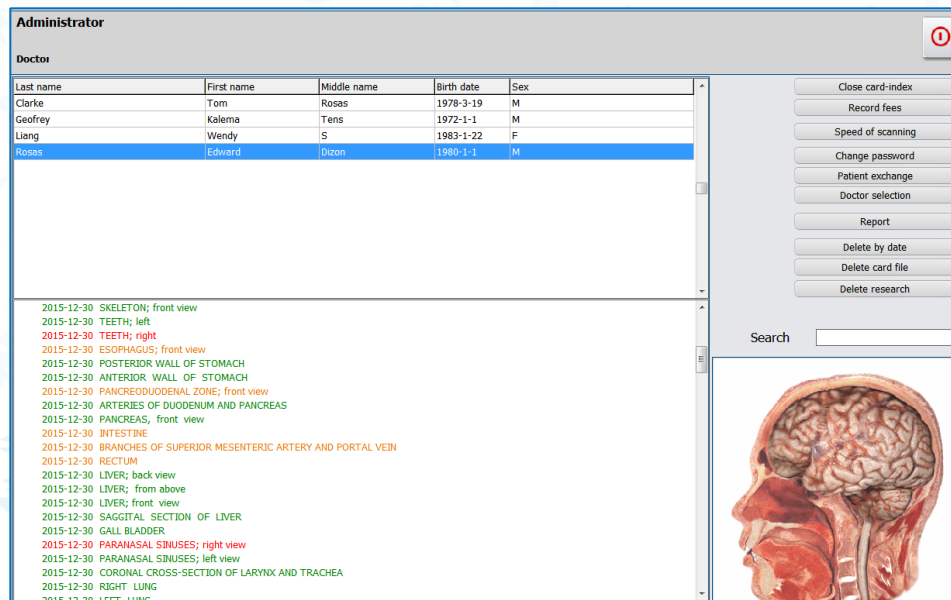 Administrator
Doctor
Last name First name Middle name Birth date Sex
Clarke Tom Rosas 1978-3-19 M
Geofrey Kalema Tens 1972-1-1 M
Liang Wendy S 1983-1-22 F
Rosas Edward Dizon 1980-1-1 M
Close card-index
Record fees
Speed of scanning
Change password
Patient exchange
Doctor selection
Report
Delete by date
Delete card file
Delete research
Search
2015-12-30 SKELETON; front view
2015-12-30 TEETH; left
2015-12-30 TEETH; right
2015-12-30 ESOPHAGUS; front view
2015-12-30 POSTERIOR WALL OF STOMACH
2015-12-30 ANTERIOR WALL OF STOMACH
2015-12-30 PANCREODUODENAL ZONE; front view
2015-12-30 ARTERIES OF DUODENUM AND PANCREAS
2015-12-30 PANCREAS, front view
2015-12-30 INTESTINE
2015-12-30 BRANCHES OF SUPERIOR MESENTERIC ARTERY AND PORTAL VEIN
2015-12-30 RECTUM
2015-12-30 LIVER; back view
2015-12-30 LIVER; from above
2015-12-30 LIVER; front view
2015-12-30 SAGGITAL SECTION OF LIVER
2015-12-30 GALL BLADDER
2015-12-30 PARANASAL SINUSES; right view
2015-12-30 PARANASAL SINUSES; left view
2015-12-30 CORONAL CROSS-SECTION OF LARYNX AND TRACHEA
2015-12-30 RIGHT LUNG
2015-12-30 LEFT LUNG